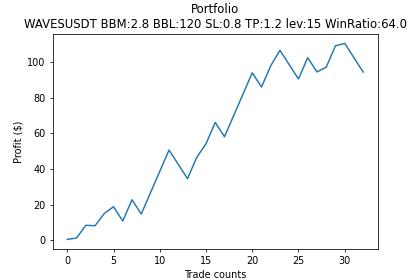 Portfolio
WAVESUSDT BBM:2.8 BBL:120 SL:0.8 TP:1.2 lev:15 WinRatio:64.0
Profit ($)
100
80
60
40
20
0
0 5 10 15 20 25 30
Trade counts